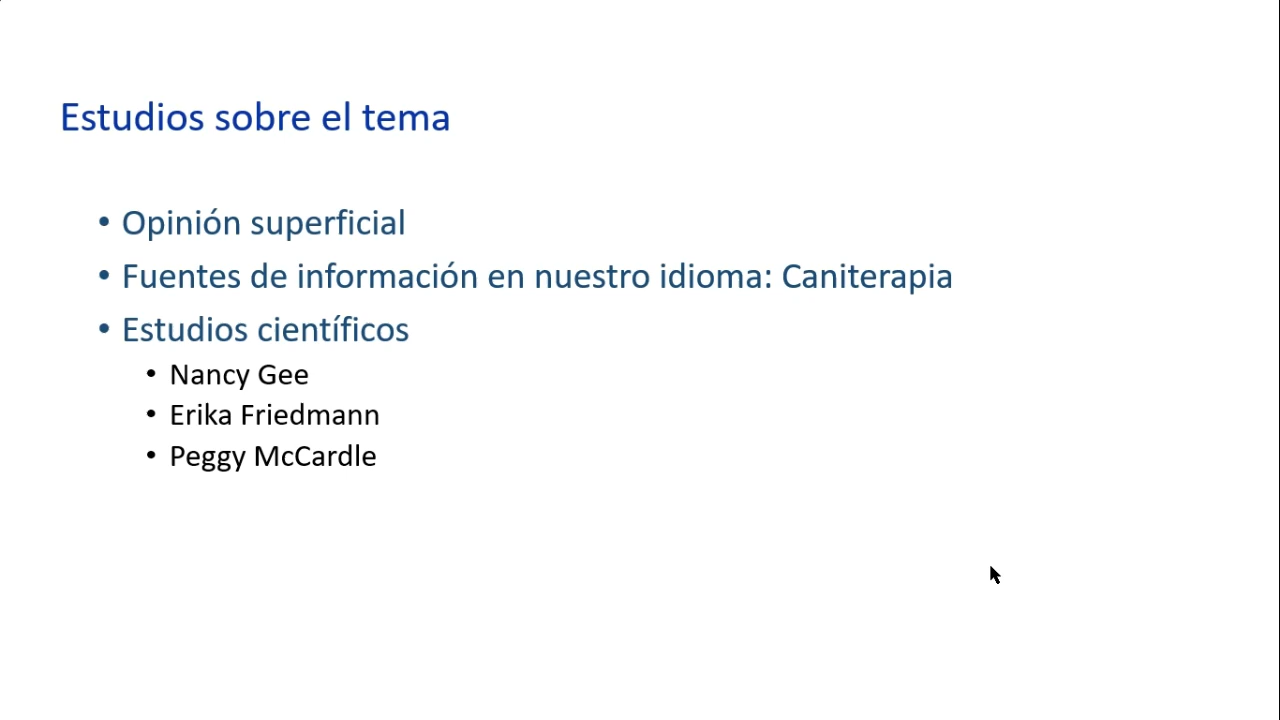 Estudios sobre el tema
• Opinión superficial
• Fuentes de información en nuestro idioma: Caniterapia
• Estudios científicos
• Nancy Gee
• Erika Friedmann
• Peggy McCardle